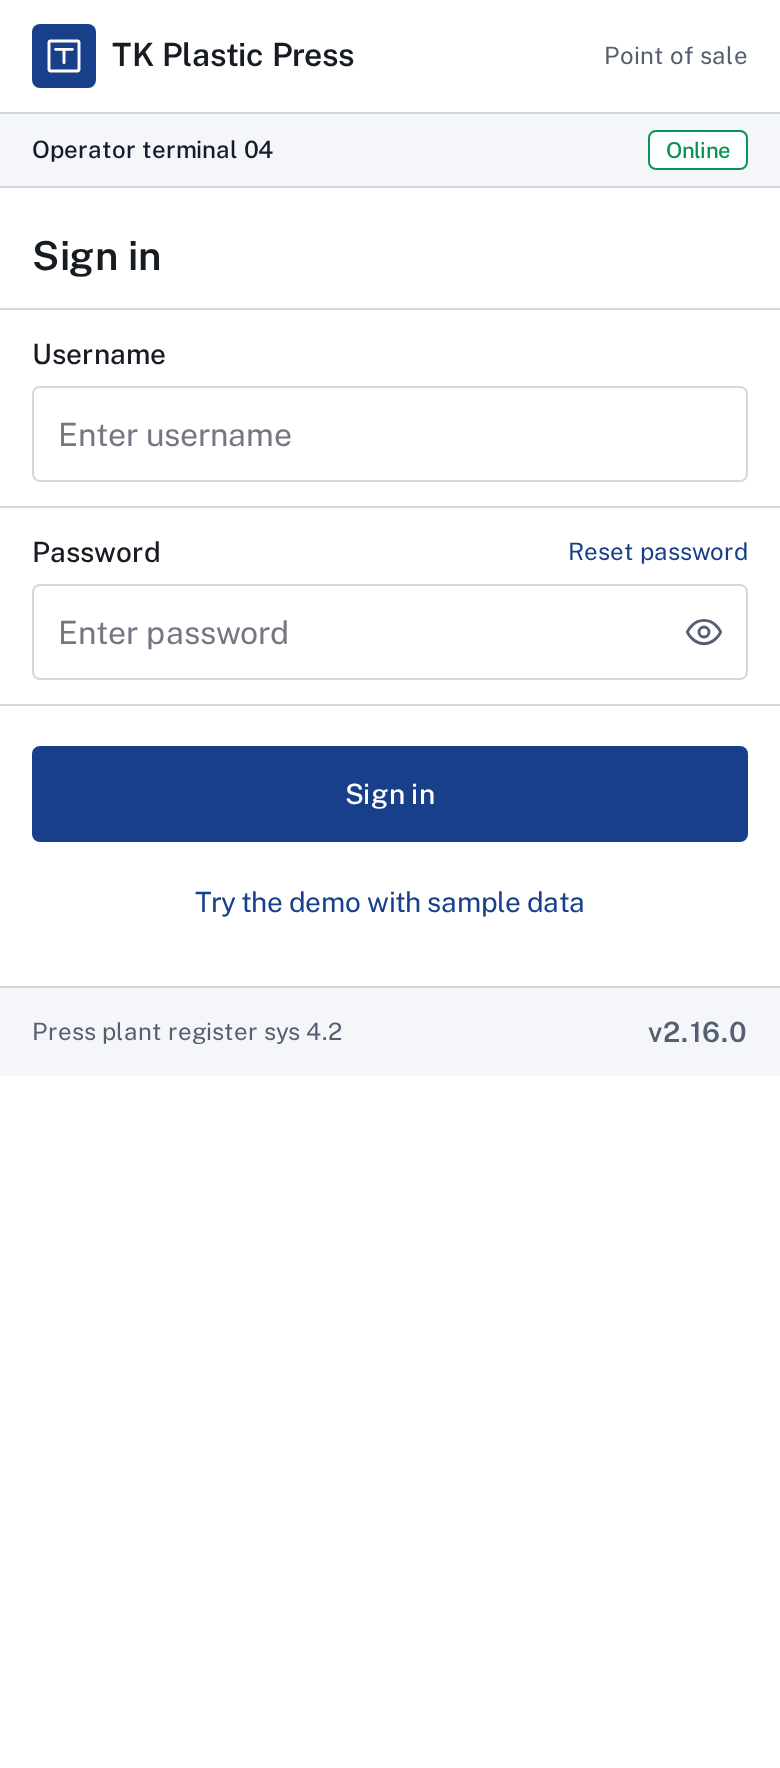 TK Plastic Press
Point of sale
Operator terminal 04
Online
Sign in
Username
Enter username
Password
Reset password
Enter password
Sign in
Try the demo with sample data
Press plant register sys 4.2
v2.16.0